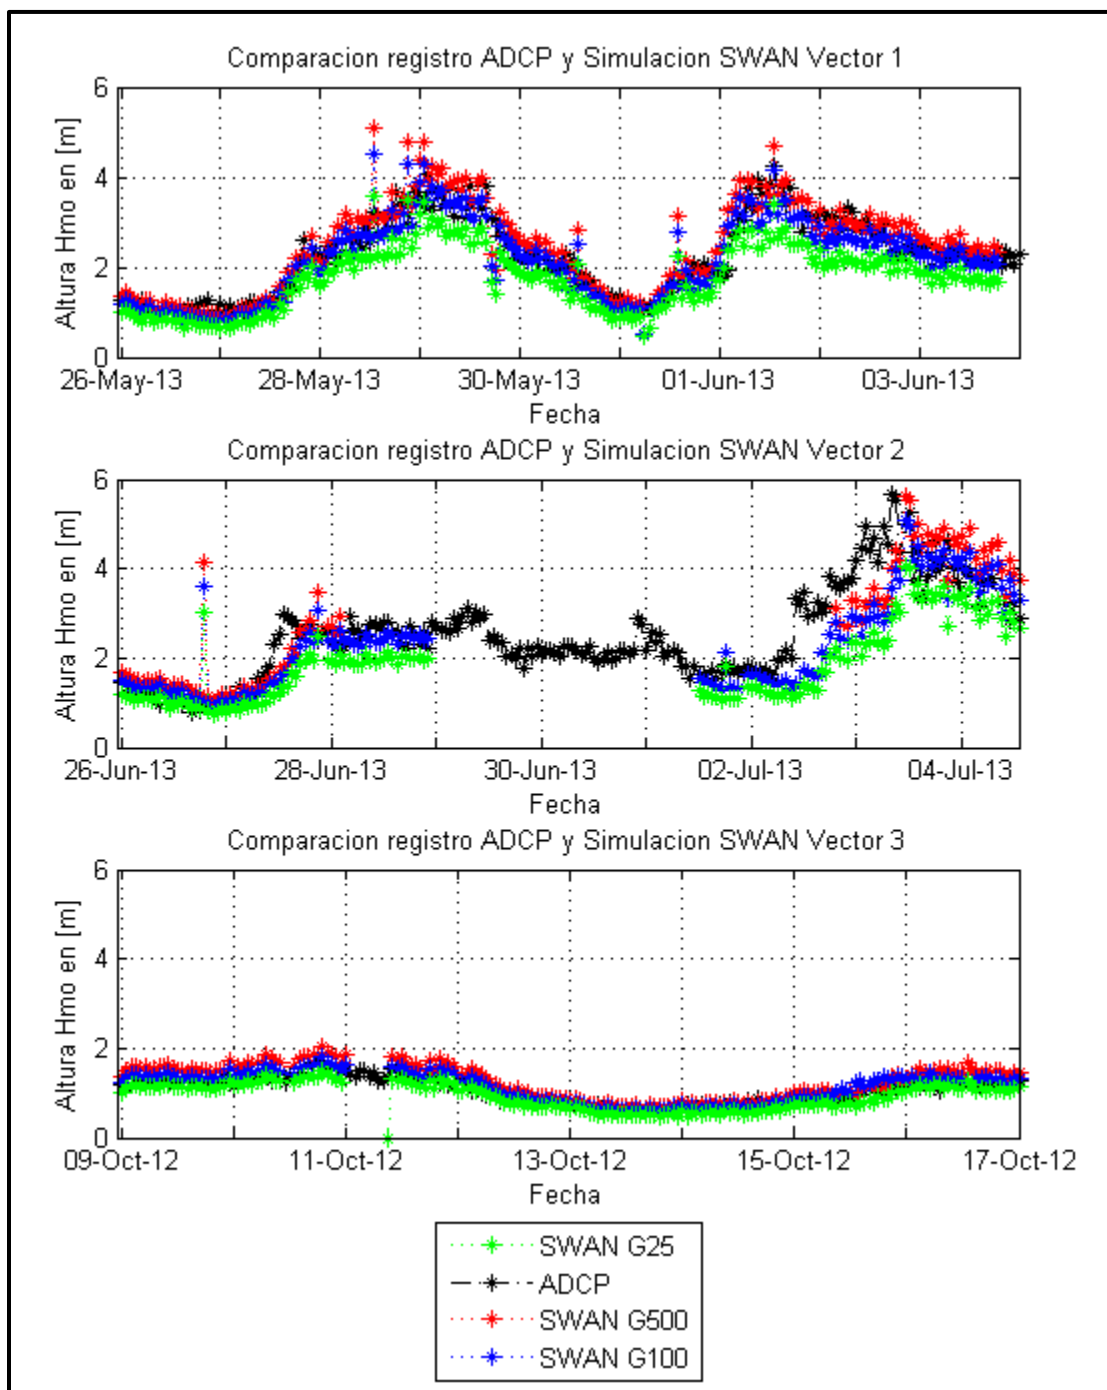 Comparacion registro ADCP y Simulacion SWAN Vector 1
Altura Hmo en [m]
6
4
2
0
26-May-13 28-May-13 30-May-13 01-Jun-13 03-Jun-13
Fecha
Comparacion registro ADCP y Simulacion SWAN Vector 2
Altura Hmo en [m]
6
4
2
0
26-Jun-13 28-Jun-13 30-Jun-13 02-Jul-13 04-Jul-13
Fecha
Comparacion registro ADCP y Simulacion SWAN Vector 3
Altura Hmo en [m]
6
4
2
0
09-Oct-12 11-Oct-12 13-Oct-12 15-Oct-12 17-Oct-12
Fecha
SWAN G25
ADCP
SWAN G500
SWAN G100